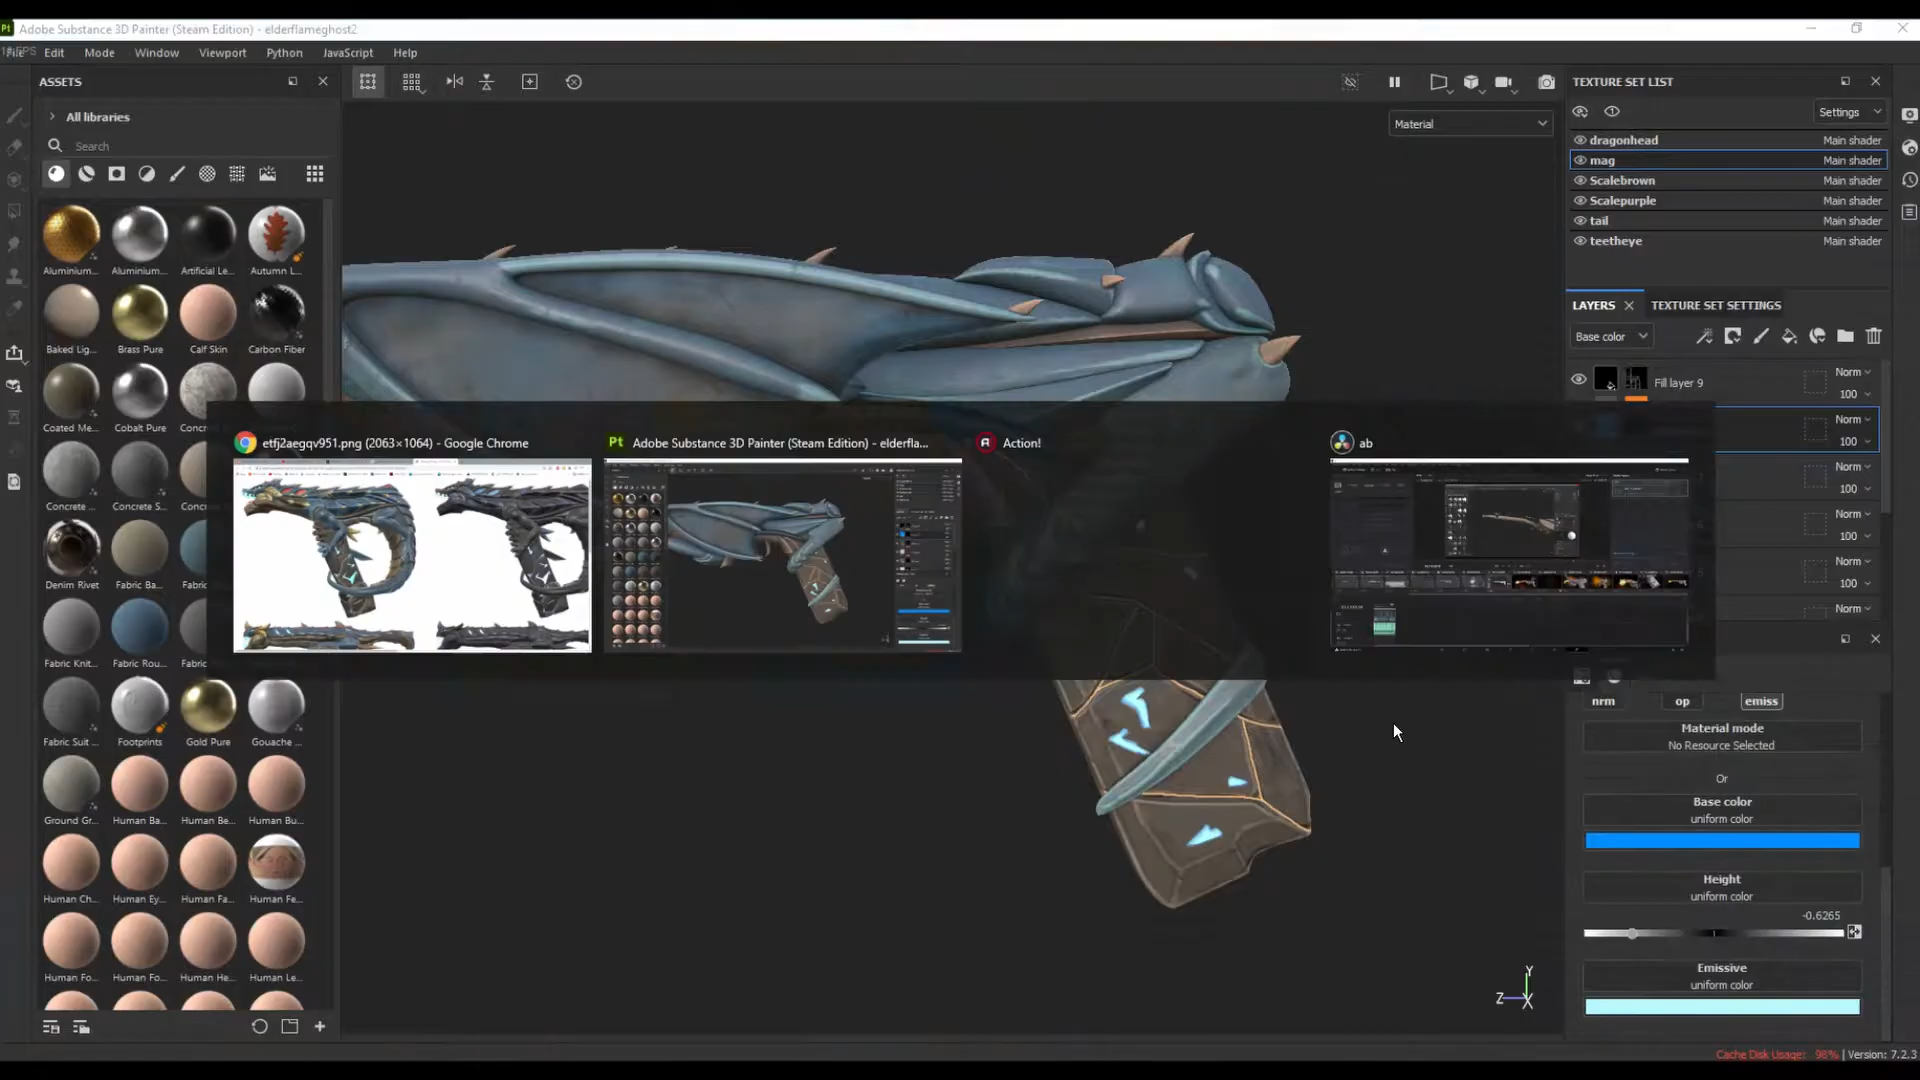 Adobe Substance 3D Painter (Steam Edition) - elderflameghost2
File
Edit
Mode
Window
Viewport
Python
JavaScript
Help
ASSETS
All libraries
Search
Aluminium...
Aluminium...
Artificial Le...
Autumn L...
Baked Lig...
Brass Pure
Calf Skin
Carbon Fiber
Coated Me...
Cobalt Pure
Concr
Concrete ...
Concrete S...
Denim Rivet
Fabric Ba...
Fabric
Fabric Knit...
Fabric Rou...
Fabri
Fabric Suit ...
Footprints
Gold Pure
Gouache ...
Ground Gr...
Human Ba...
Human Be...
Human Bu...
Human Ch...
Human Ey...
Human Fa...
Human Fe...
Human Fo...
Human Fo...
Human He...
Human Le...
Material
etfj2aegqv951.png (2063×1064) - Google Chrome
Pt
Adobe Substance 3D Painter (Steam Edition) - elderfla...
Action!
ab
Y
Z
X
TEXTURE SET LIST
Settings
dragonhead
Main shader
mag
Main shader
Scalebrown
Main shader
Scalepurple
Main shader
tail
Main shader
teetheye
Main shader
LAYERS
TEXTURE SET SETTINGS
Base color
Fill layer 9
Norm
100
Norm
100
Norm
100
Norm
100
Norm
100
Norm
nrm
op
emiss
Material mode
No Resource Selected
Or
Base color
uniform color
Height
uniform color
-0.6265
Emissive
uniform color
Cache Disk Usage: 98% | Version: 7.2.3